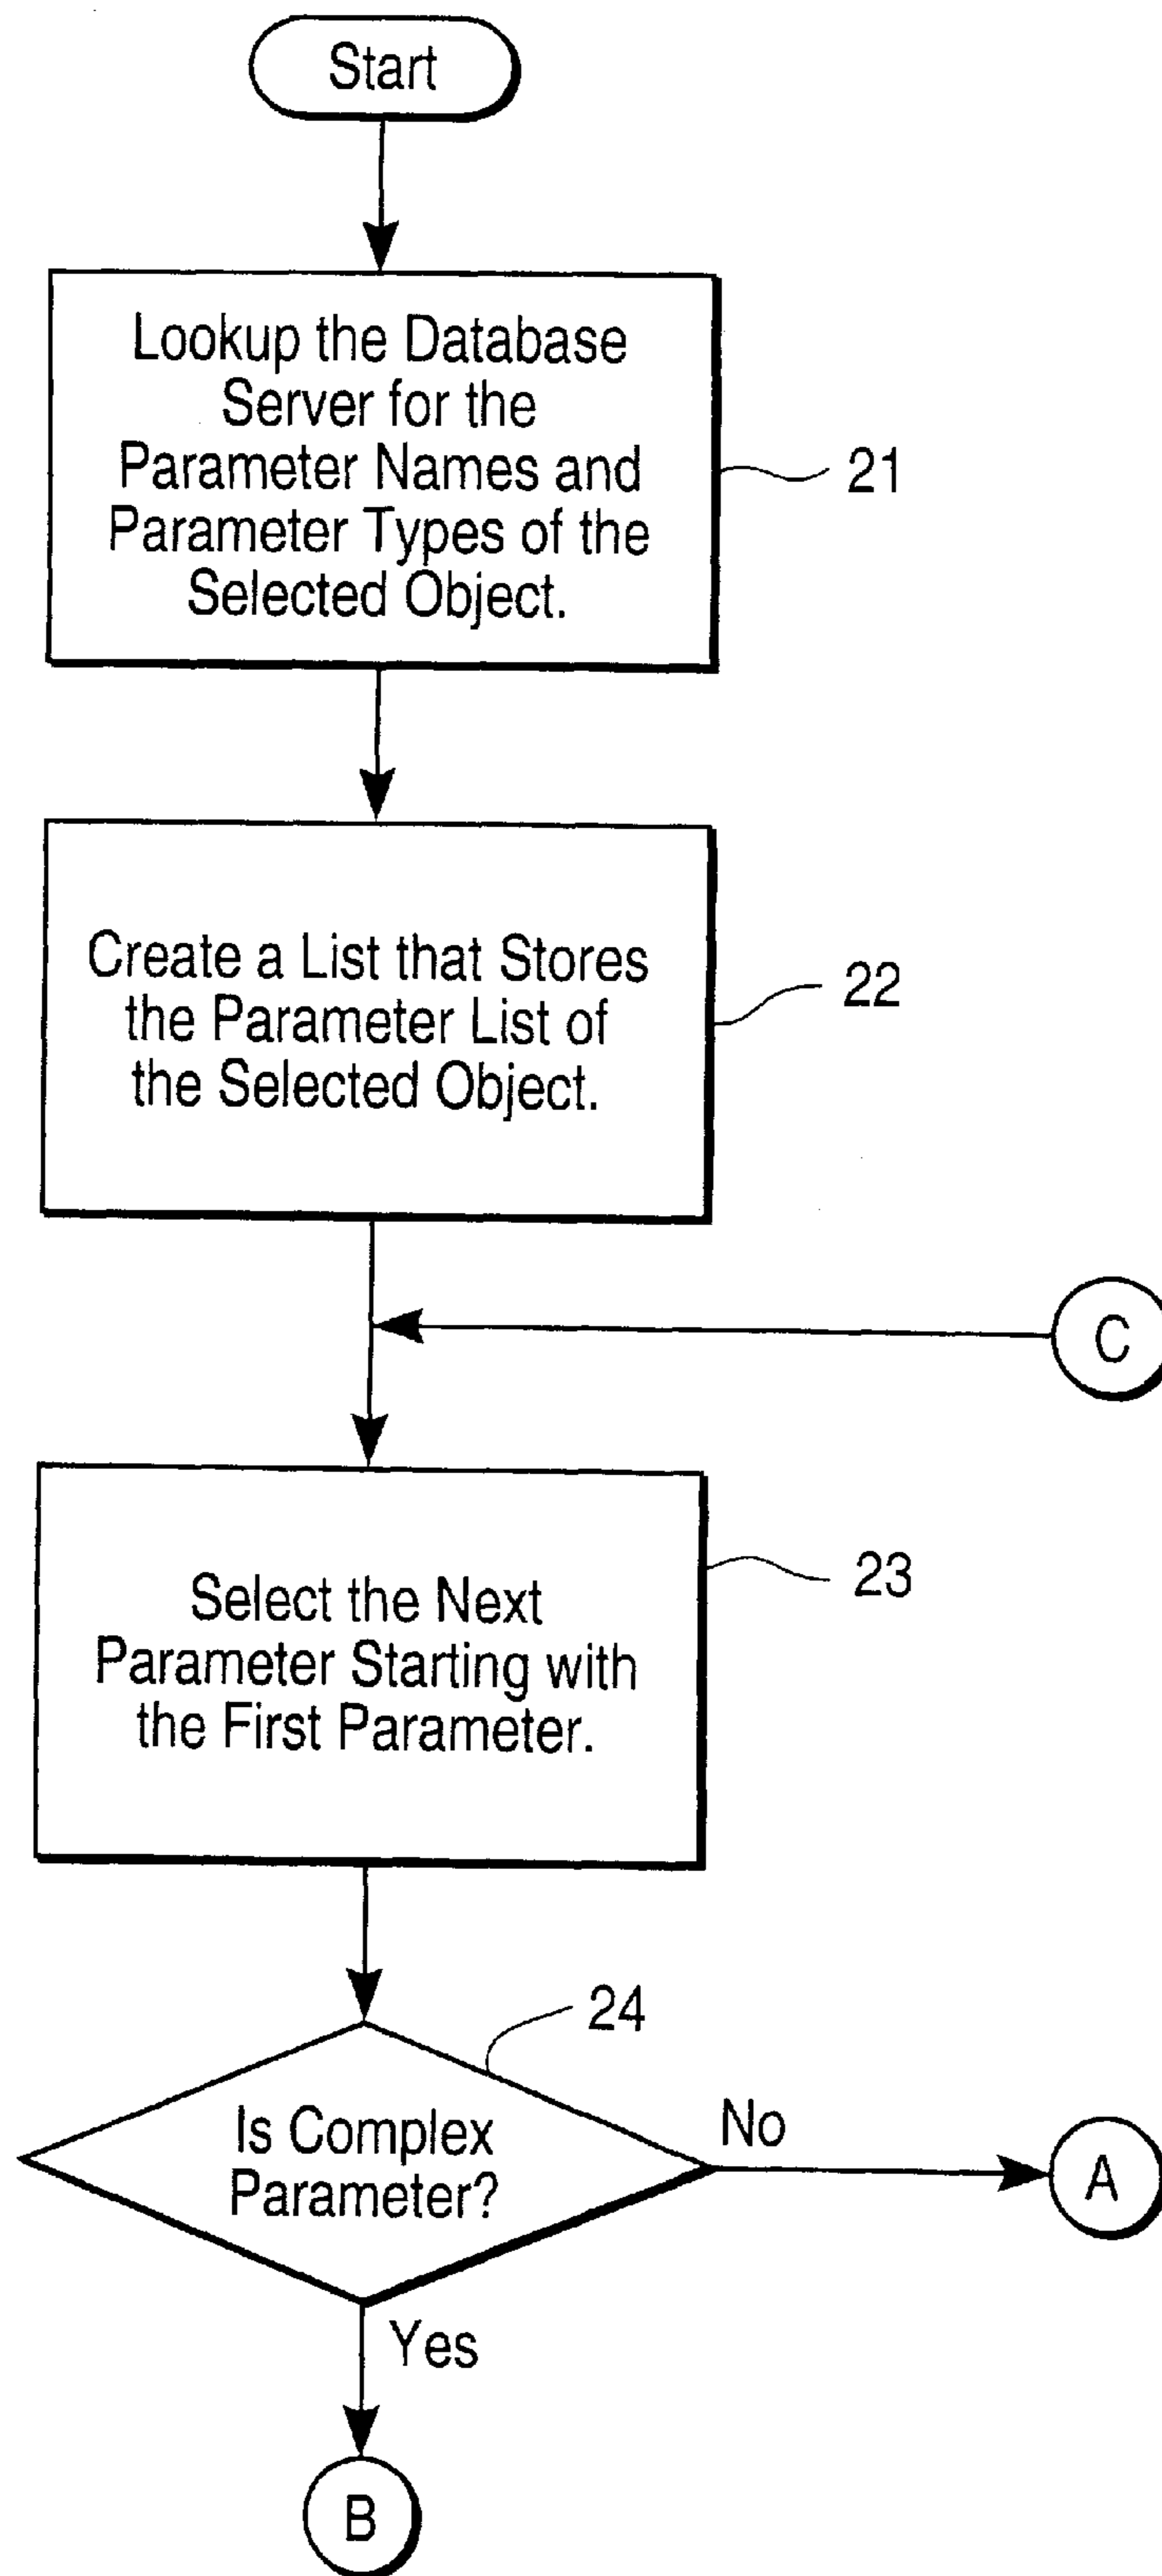 Start
Lookup the Database
Server for the
Parameter Names and
Parameter Types of the
Selected Object.
21
Create a List that Stores
the Parameter List of
the Selected Object.
22
C
Select the Next
Parameter Starting with
the First Parameter.
23
24
Is Complex
Parameter?
No
A
Yes
B